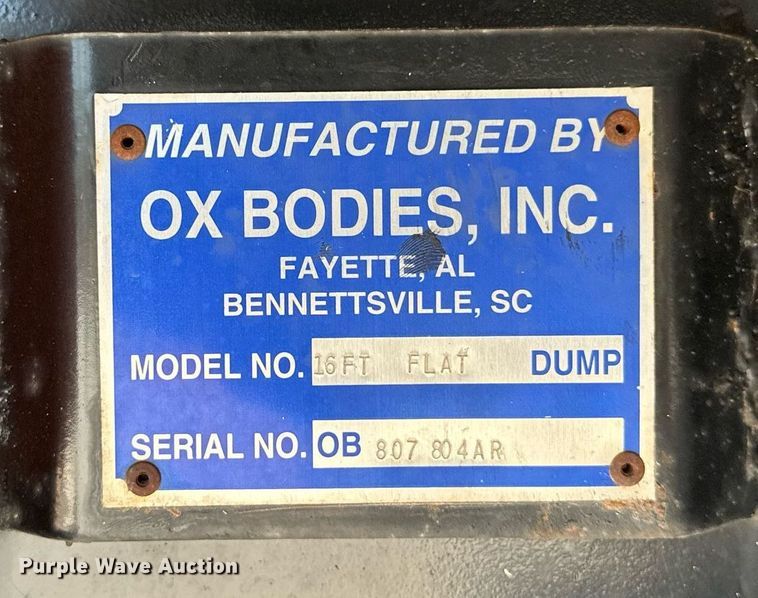 MANUFACTURED BY
OX BODIES, INC.
FAYETTE, AL
BENNETTSVILLE, SC
MODEL NO. 16FT FLAT DUMP
SERIAL NO. OB 807 804AR
Purple Wave Auction